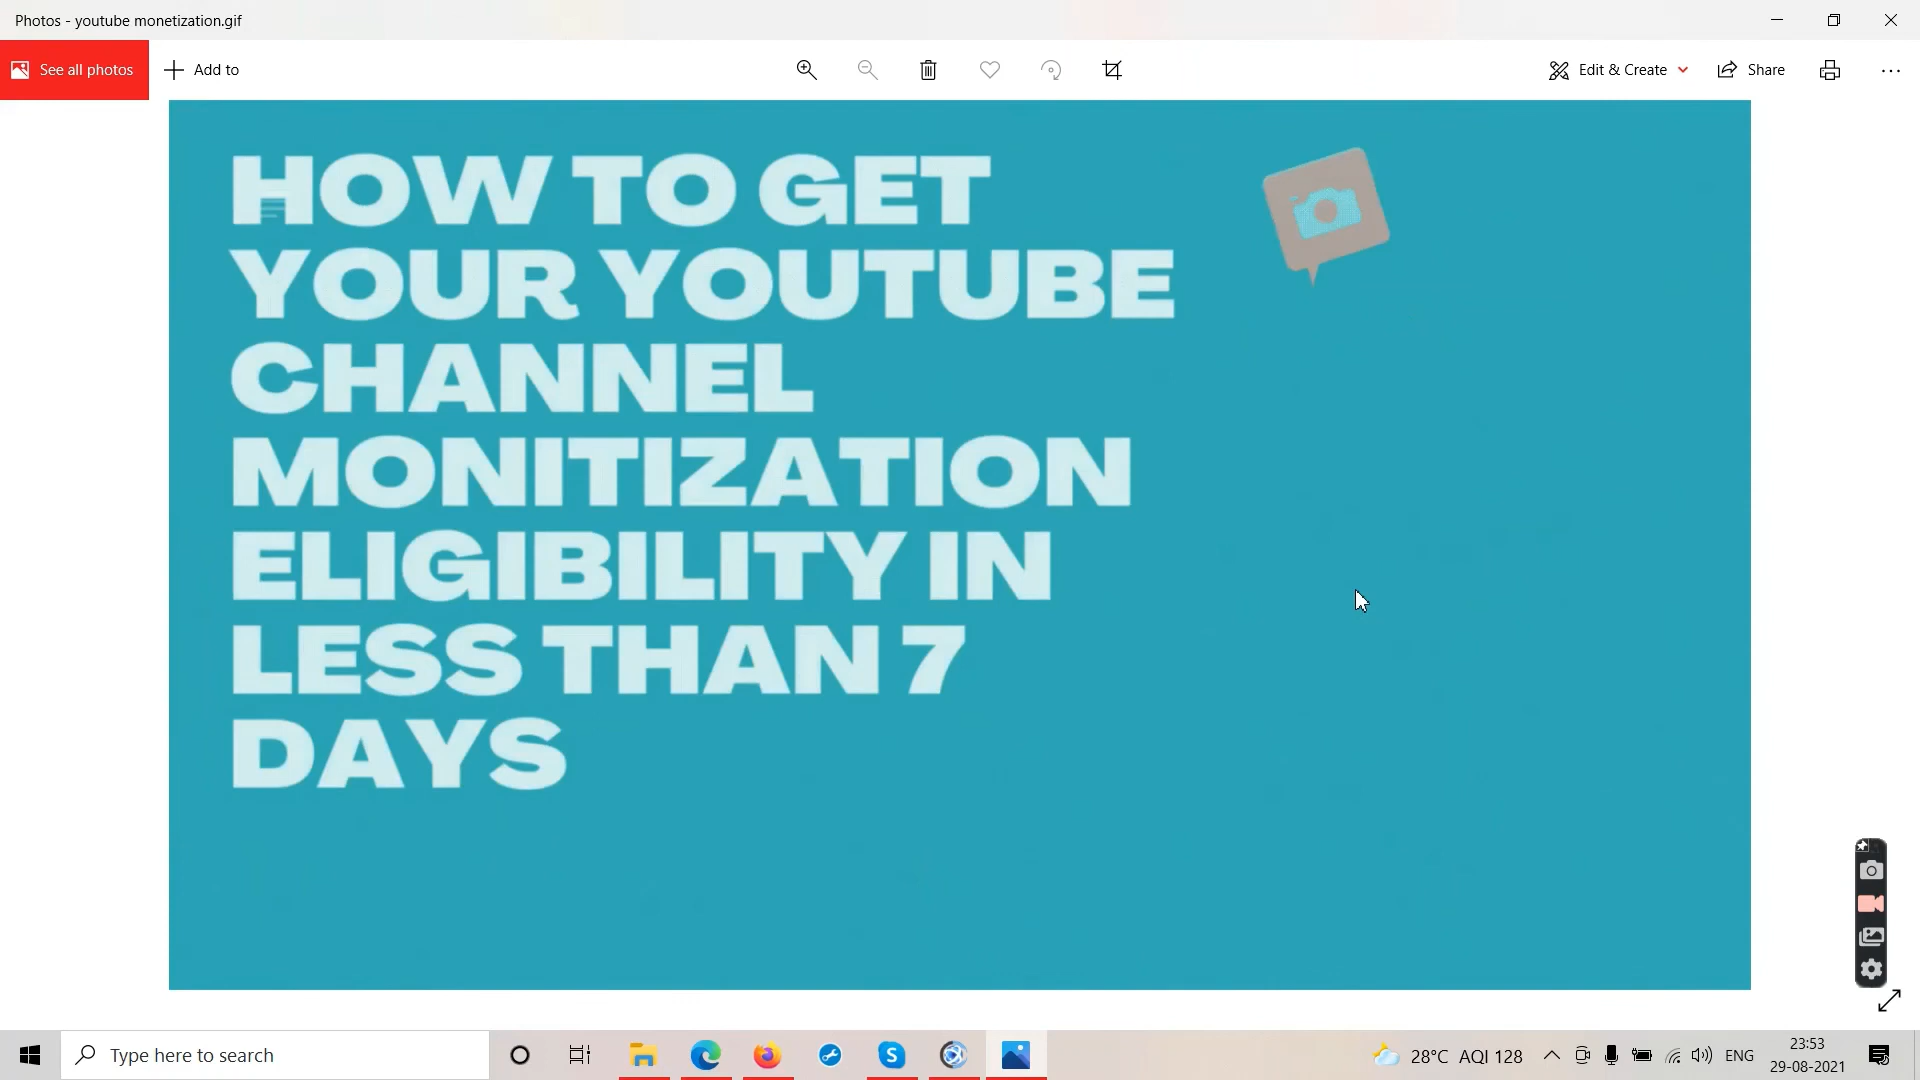 Photos - youtube monetization.gif
See all photos
Add to
Edit & Create
Share
HOW TO GET
YOUR YOUTUBE
CHANNEL
MONITIZATION
ELIGIBILITY IN
LESS THAN 7
DAYS
Type here to search
28°C AQI 128
ENG
23:53
29-08-2021